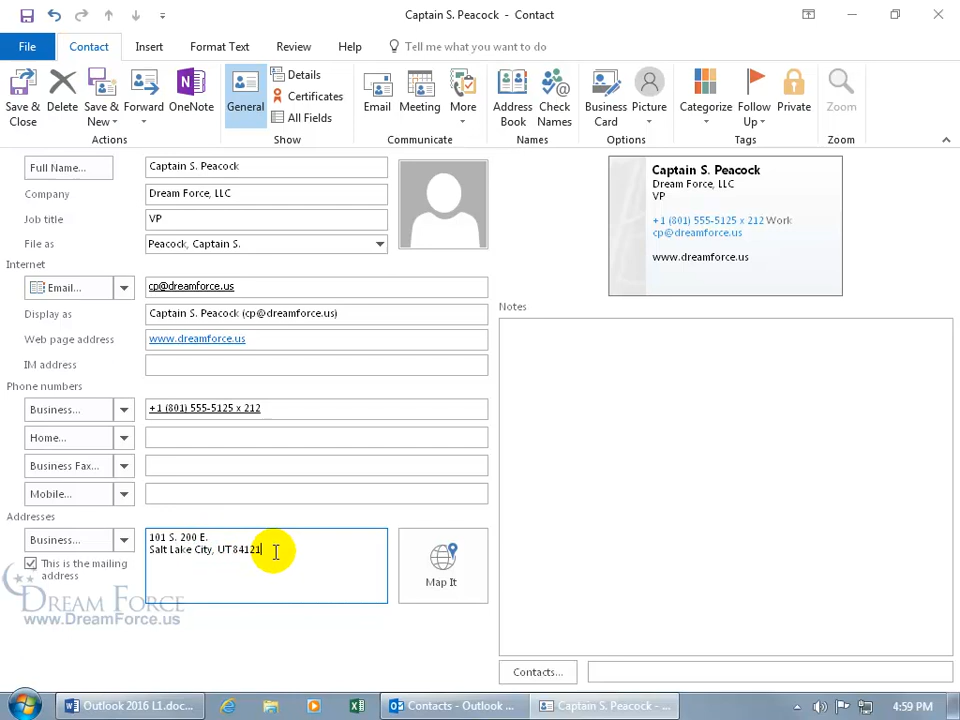 Captain S. Peacock - Contact
File
Contact
Insert
Format Text
Review
Help
Tell me what you want to do
Save & Close
Delete
Save & New
Forward
OneNote
General
Details
Certificates
All Fields
Email
Meeting
More
Address Book
Check Names
Business Card
Picture
Categorize
Follow Up
Private
Zoom
Actions
Show
Communicate
Names
Options
Tags
Zoom
Full Name...
Captain S. Peacock
Company
Dream Force, LLC
Job title
VP
File as
Peacock, Captain S.
Internet
Email...
cp@dreamforce.us
Display as
Captain S. Peacock (cp@dreamforce.us)
Web page address
www.dreamforce.us
IM address
Phone numbers
Business...
+1 (801) 555-5125 x 212
Home...
Business Fax...
Mobile...
Addresses
Business...
101 S. 200 E.
Salt Lake City, UT 84121
This is the mailing address
Map It
Captain S. Peacock
Dream Force, LLC
VP
+1 (801) 555-5125 x 212 Work
cp@dreamforce.us
www.dreamforce.us
Notes
Contacts...
DREAM FORCE
www.DreamForce.us
Outlook 2016 L1.doc...
Contacts - Outlook ...
Captain S. Peacock - ...
4:59 PM